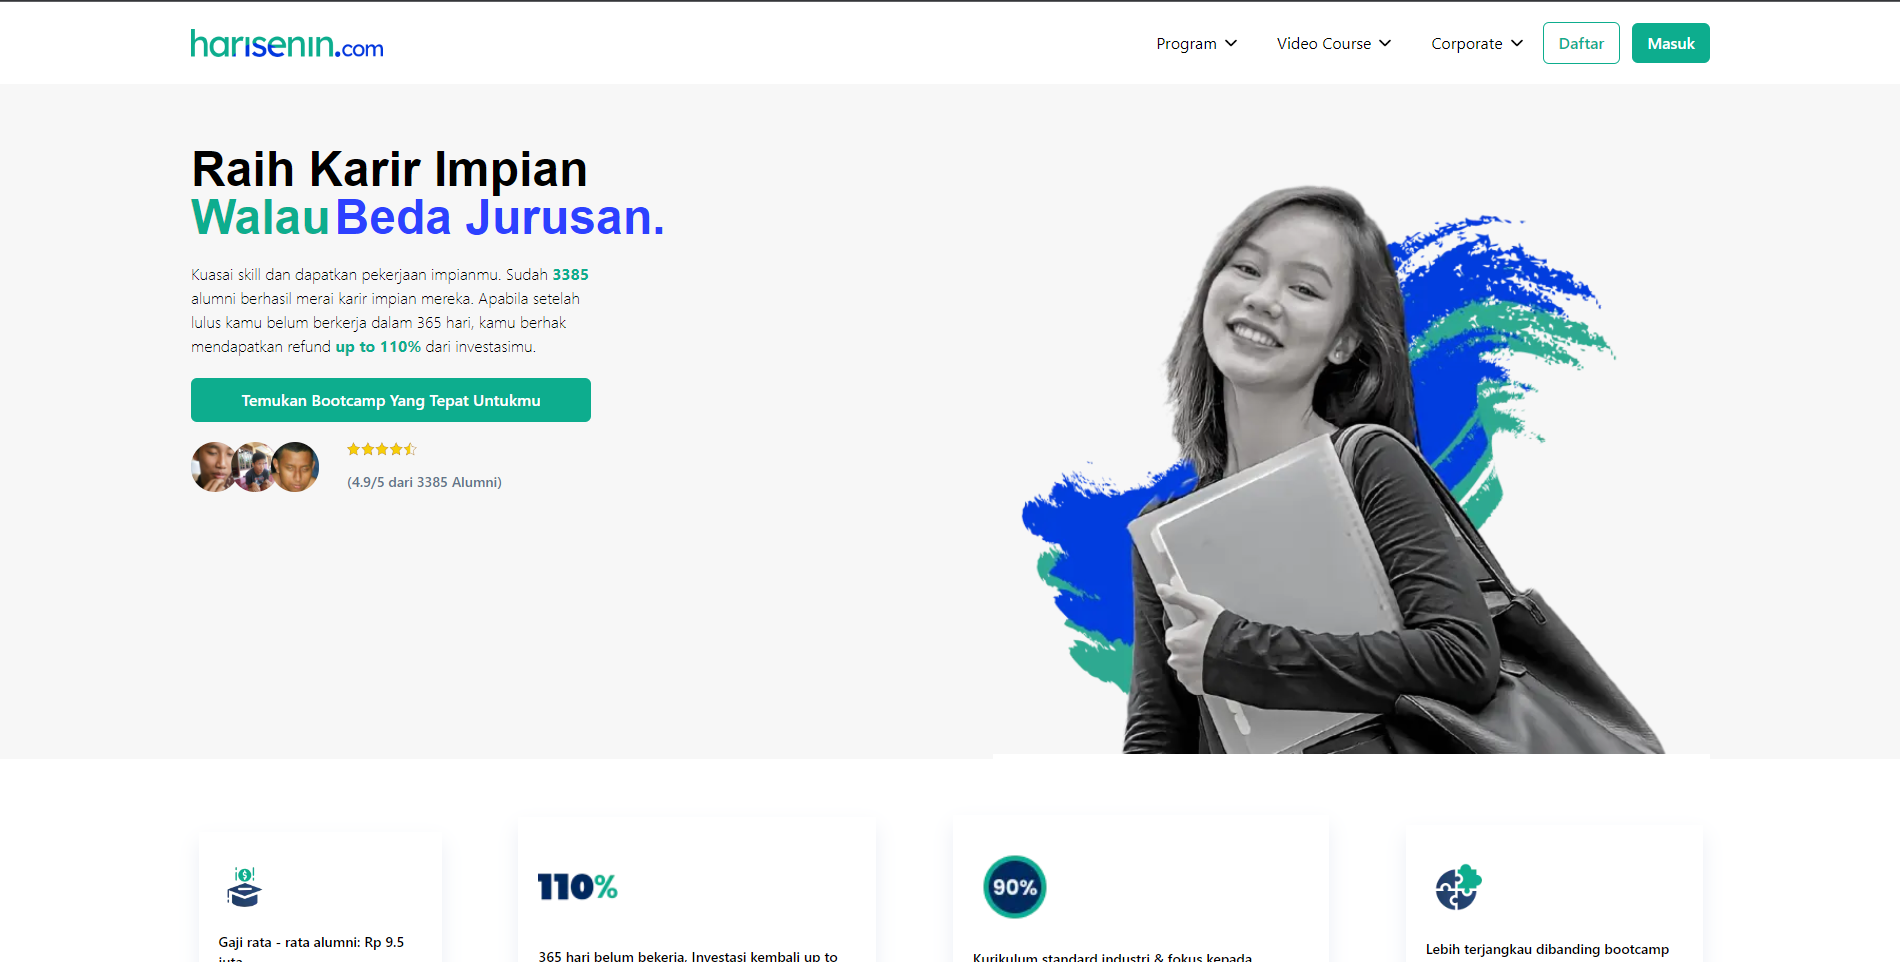 harisenin.com
Program
Video Course
Corporate
Daftar
Masuk
Raih Karir Impian
Walau Beda Jurusan.
Kuasai skill dan dapatkan pekerjaan impianmu. Sudah 3385
alumni berhasil merai karir impian mereka. Apabila setelah
lulus kamu belum berkerja dalam 365 hari, kamu berhak
mendapatkan refund up to 110% dari investasimu.
Temukan Bootcamp Yang Tepat Untukmu
(4.9/5 dari 3385 Alumni)
Gaji rata - rata alumni: Rp 9.5
juta
110%
365 hari belum bekerja, Investasi kembali up to
90%
Kurikulum standard industri & fokus kepada
Lebih terjangkau dibanding bootcamp